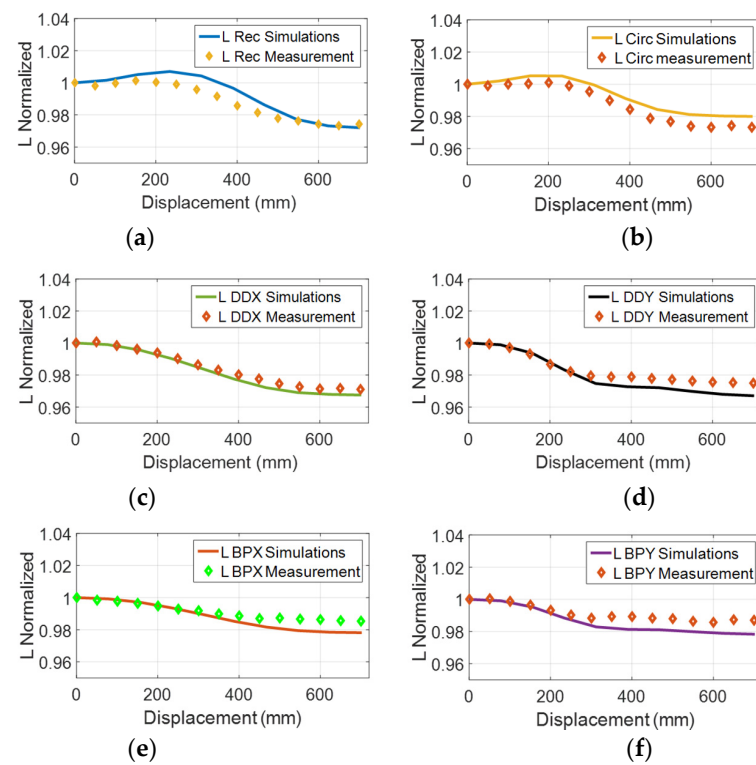 1.04
1.02
1
0.98
0.96
L Normalized
L Rec Simulations
L Rec Measurement
0 200 400 600
Displacement (mm)
(a)
1.04
1.02
1
0.98
0.96
L Normalized
L Circ Simulations
L Circ measurement
0 200 400 600
Displacement (mm)
(b)
1.04
1.02
1
0.98
0.96
L Normalized
L DDX Simulations
L DDX Measurement
0 200 400 600
Displacement (mm)
(c)
1.04
1.02
1
0.98
0.96
L Normalized
L DDY Simulations
L DDY Measurement
0 200 400 600
Displacement (mm)
(d)
1.04
1.02
1
0.98
0.96
L Normalized
L BPX Simulations
L BPX Measurement
0 200 400 600
Displacement (mm)
(e)
1.04
1.02
1
0.98
0.96
L Normalized
L BPY Simulations
L BPY Measurement
0 200 400 600
Displacement (mm)
(f)